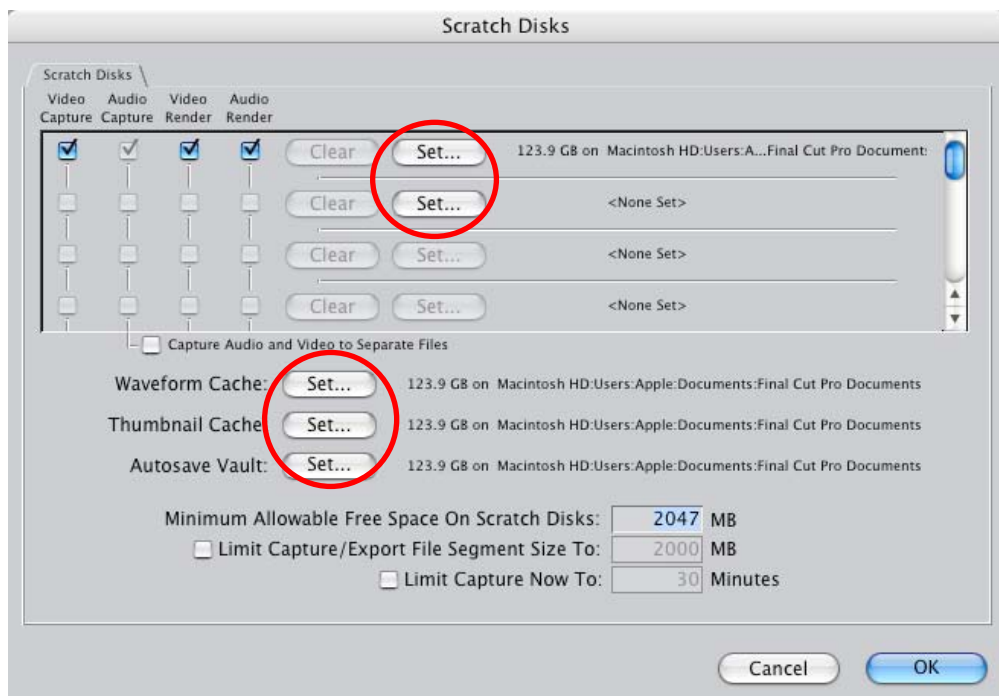 Scratch Disks
Scratch Disks
Video Capture Audio Capture Video Render Audio Render
Clear Set... 123.9 GB on Macintosh HD:Users:A...Final Cut Pro Document:
Clear Set... <None Set>
Clear Set... <None Set>
Clear Set... <None Set>
Capture Audio and Video to Separate Files
Waveform Cache: Set... 123.9 GB on Macintosh HD:Users:Apple:Documents:Final Cut Pro Documents
Thumbnail Cache Set... 123.9 GB on Macintosh HD:Users:Apple:Documents:Final Cut Pro Documents
Autosave Vault: Set... 123.9 GB on Macintosh HD:Users:Apple:Documents:Final Cut Pro Documents
Minimum Allowable Free Space On Scratch Disks: 2047 MB
Limit Capture/Export File Segment Size To: 2000 MB
Limit Capture Now To: 30 Minutes
Cancel OK